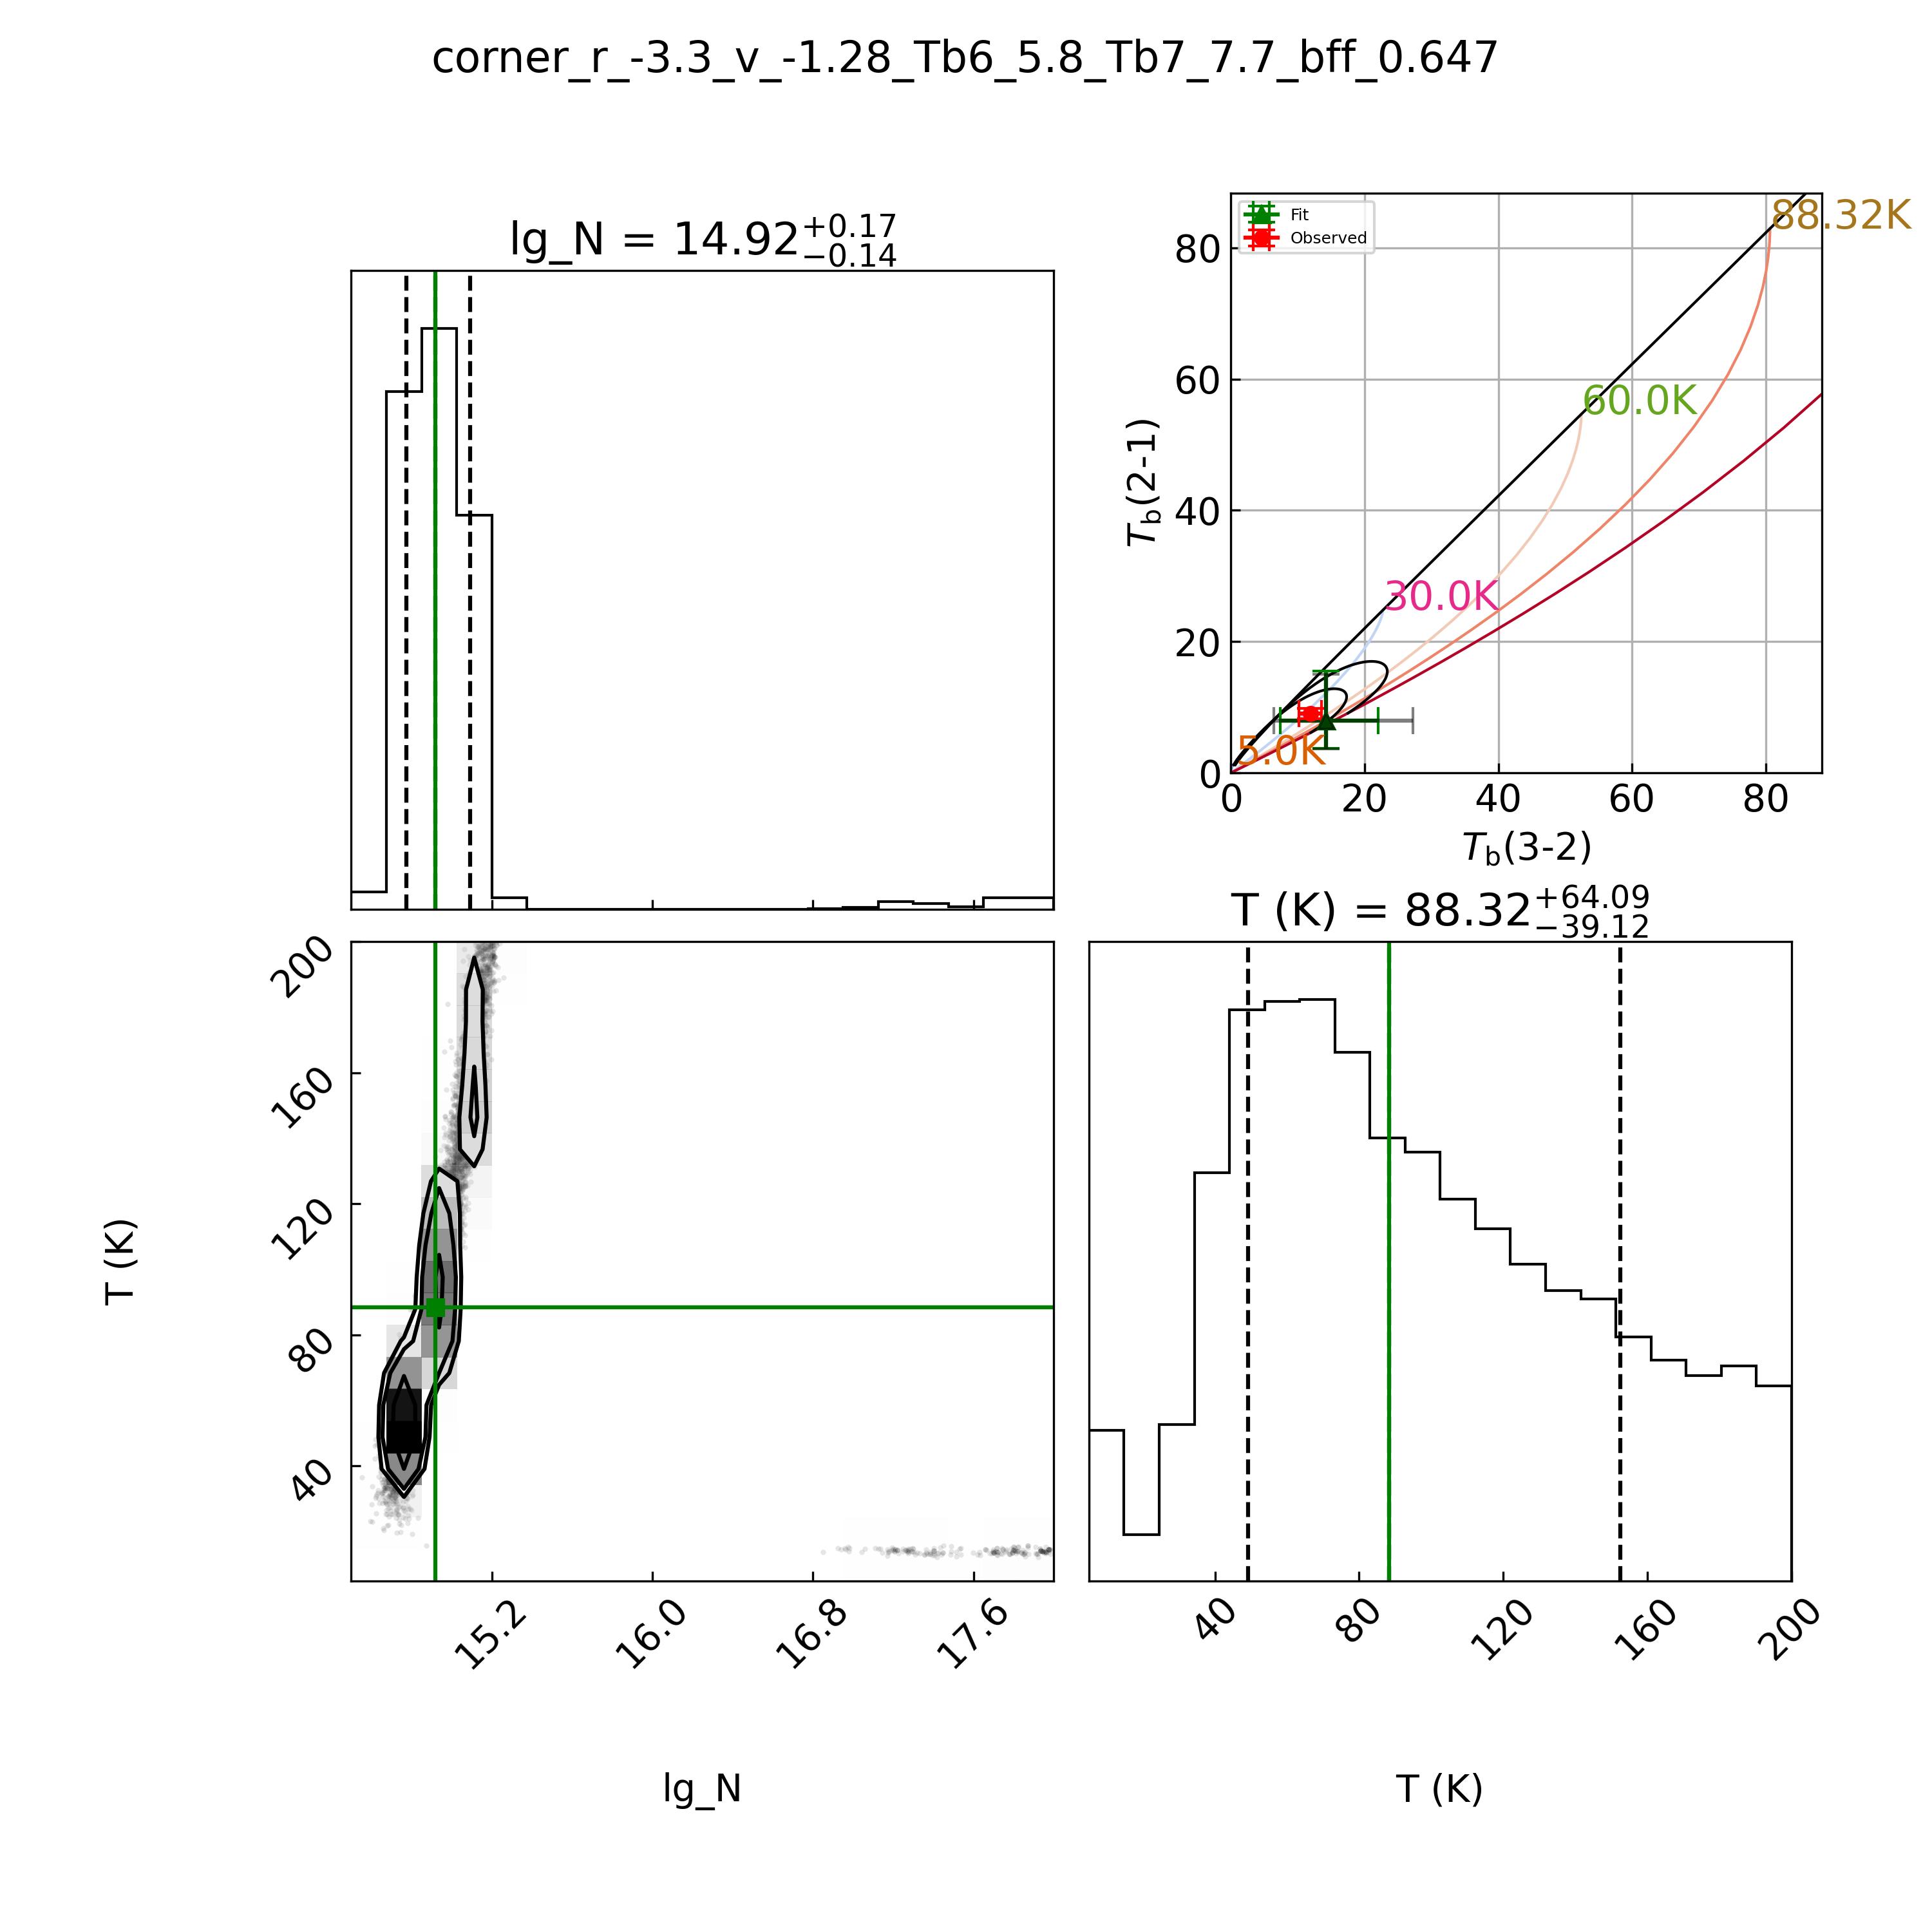 corner_r_-3.3_v_-1.28_Tb6_5.8_Tb7_7.7_bff_0.647
lg_N = 14.92+0.17−0.14
Fit
Observed
88.32K
60.0K
30.0K
5.0K
80
60
40
20
0
Tb(2-1)
0 20 40 60 80
Tb(3-2)
T (K) = 88.32+64.09−39.12
200
160
120
80
40
T (K)
15.2 16.0 16.8 17.6
lg_N
40 80 120 160 200
T (K)